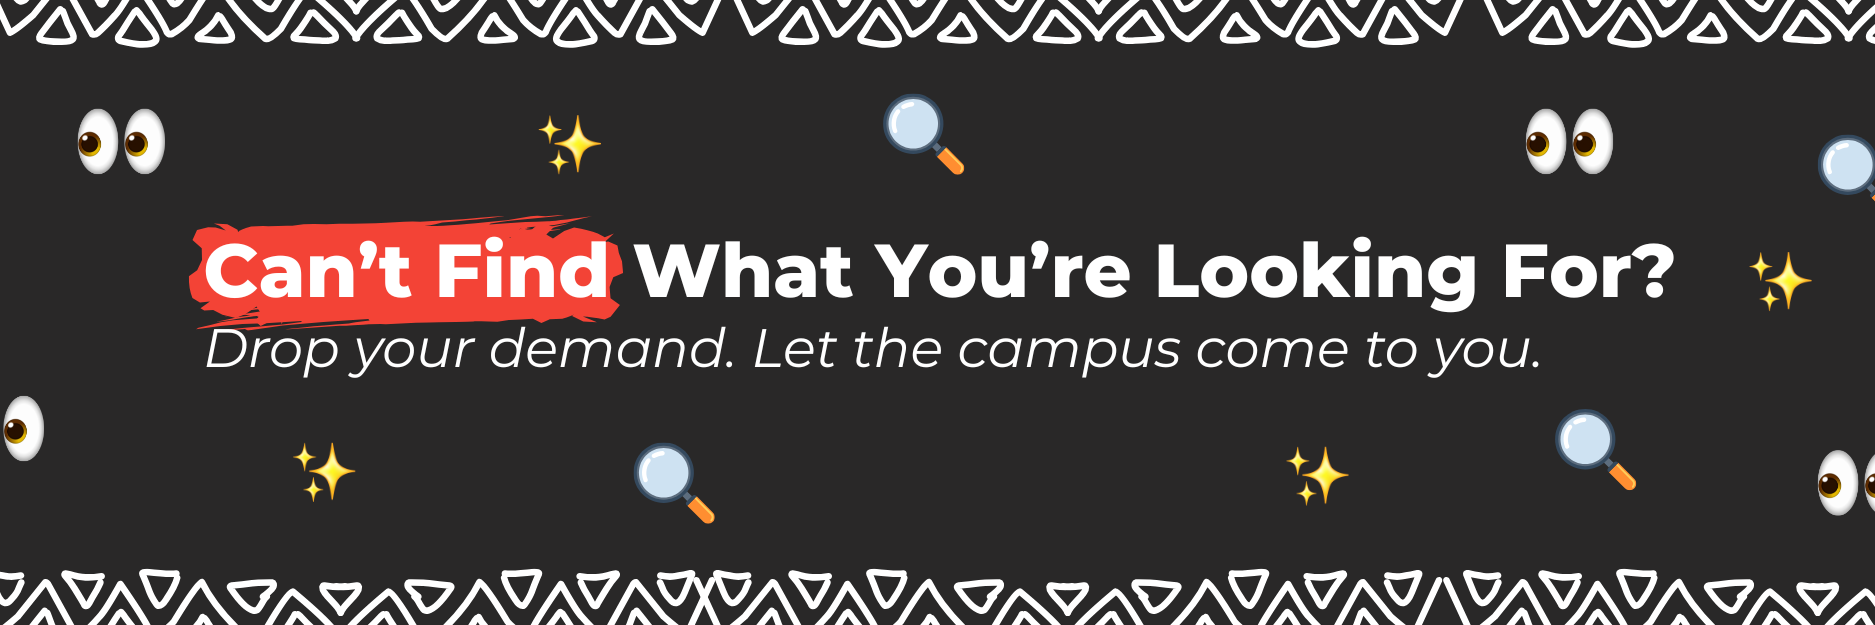 Can’t Find What You’re Looking For?
Drop your demand. Let the campus come to you.